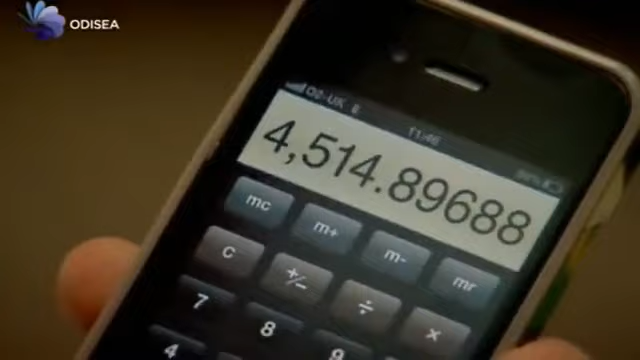 ODISEA
O2-UK
11:46
4,514.89688
mc m+ m- mr
c +/- ÷ ×
7 8 9
4